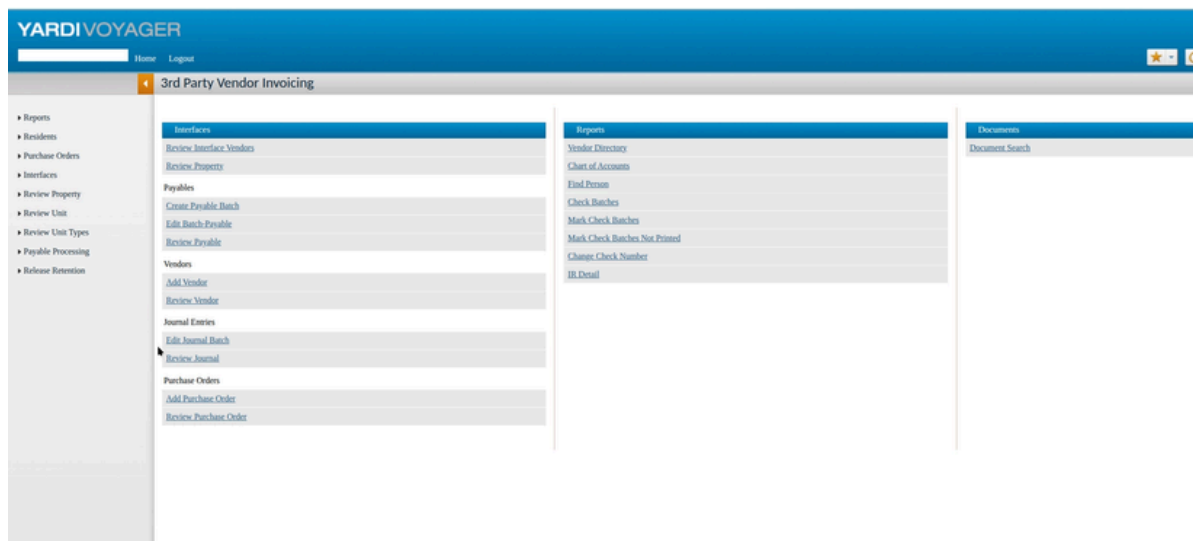 YARDI VOYAGER
Home Logout
3rd Party Vendor Invoicing
Reports
Residents
Purchase Orders
Interfaces
Review Property
Review Unit
Review Unit Types
Payable Processing
Release Retention
Interfaces
Review Interface Vendors
Review Property
Payables
Create Payable Batch
Edit Batch-Payable
Review Payable
Vendors
Add Vendor
Review Vendor
Journal Entries
Edit Journal Batch
Review Journal
Purchase Orders
Add Purchase Order
Review Purchase Order
Reports
Vendor Directory
Chart of Accounts
Find Person
Check Batches
Mark Check Batches
Mark Check Batches Not Printed
Change Check Number
IR Detail
Documents
Document Search